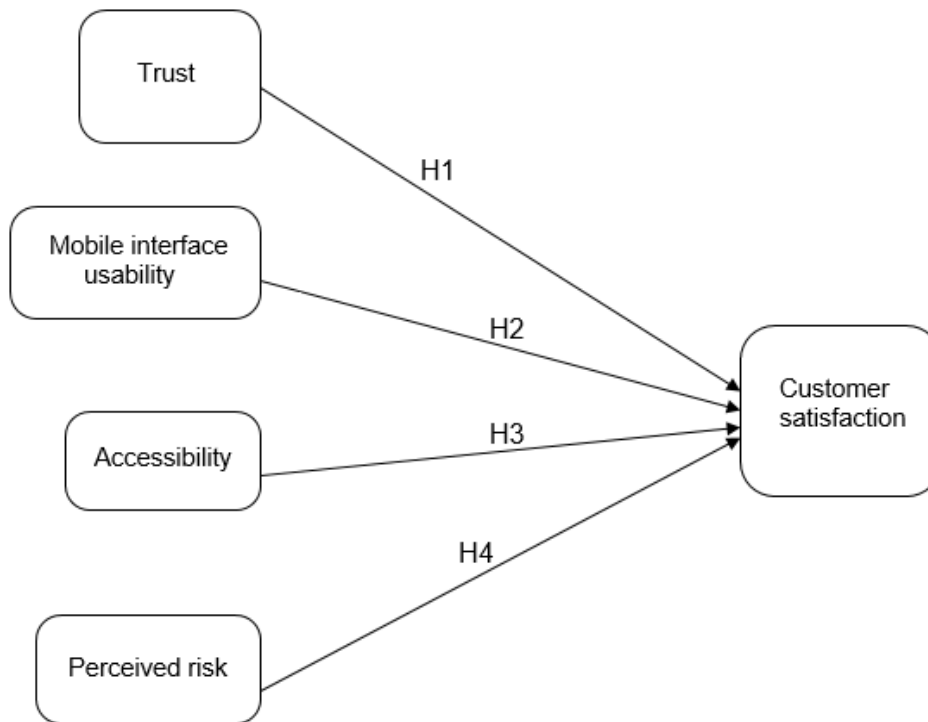 Trust
H1
Mobile interface
usability
H2
Customer
satisfaction
H3
Accessibility
H4
Perceived risk